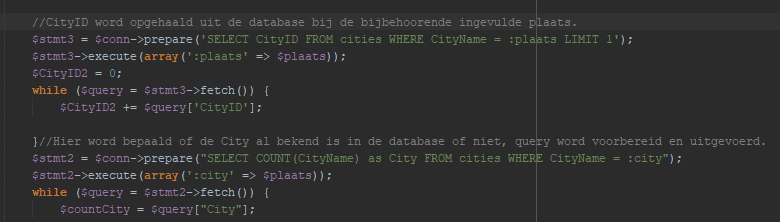 //CityID word opgehaald uit de database bij de bijbehoorende ingevulde plaats.
$stmt3 = $conn->prepare('SELECT CityID FROM cities WHERE CityName = :plaats LIMIT 1');
$stmt3->execute(array(':plaats' => $plaats));
$CityID2 = 0;
while ($query = $stmt3->fetch()) {
    $CityID2 += $query['CityID'];
}//Hier word bepaald of de City al bekend is in de database of niet, query word voorbereid en uitgevoerd.
$stmt2 = $conn->prepare("SELECT COUNT(CityName) as City FROM cities WHERE CityName = :city");
$stmt2->execute(array(':city' => $plaats));
while ($query = $stmt2->fetch()) {
    $countCity = $query["City"];